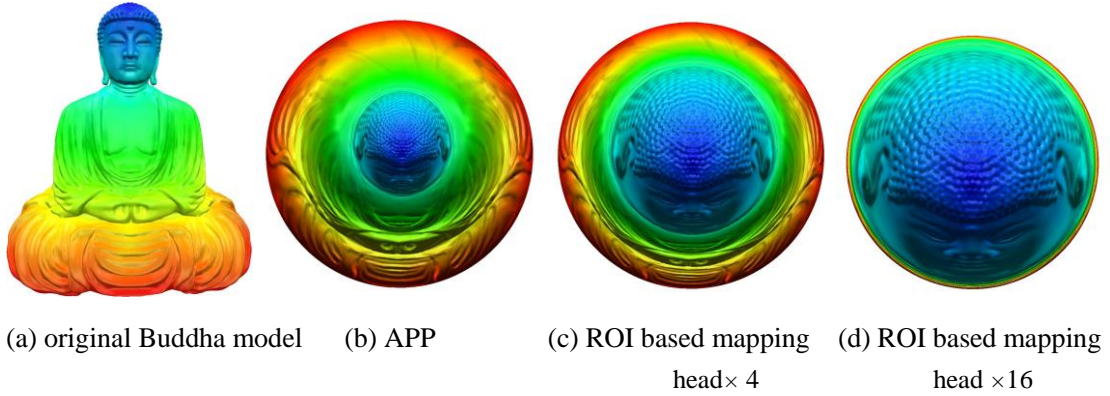 (a) original Buddha model (b) APP (c) ROI based mapping (d) ROI based mapping
head× 4 head ×16